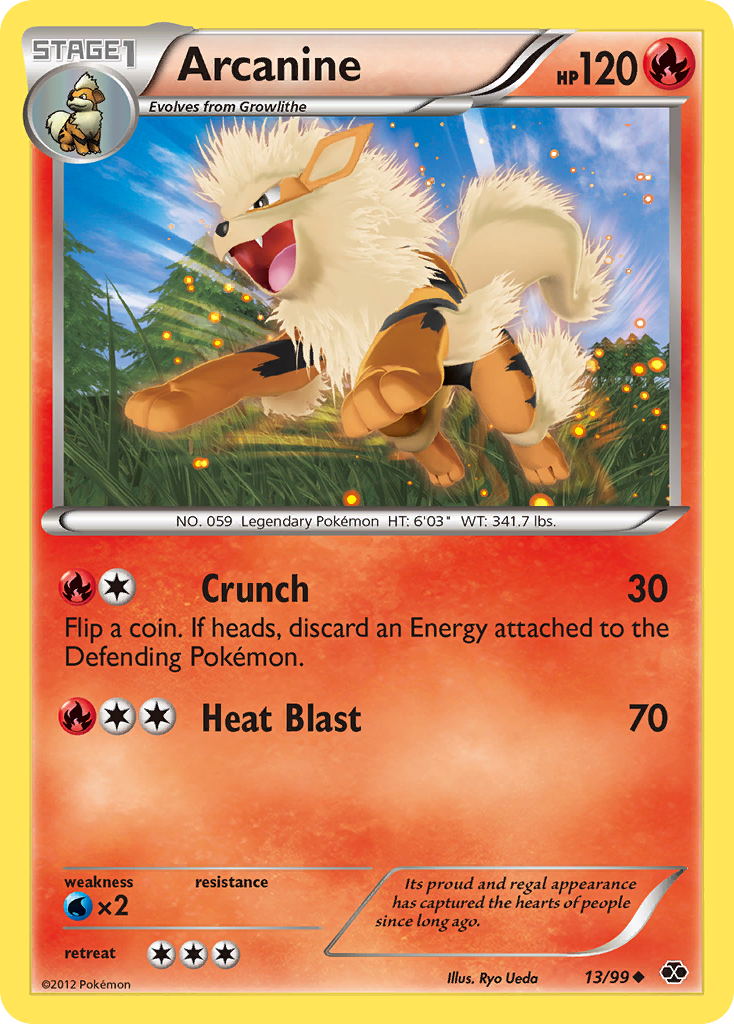 STAGE1
Arcanine
HP120
Evolves from Growlithe
NO. 059 Legendary Pokémon HT: 6'03" WT: 341.7 lbs.
Crunch 30
Flip a coin. If heads, discard an Energy attached to the
Defending Pokémon.
Heat Blast 70
weakness resistance
×2
Its proud and regal appearance
has captured the hearts of people
since long ago.
retreat
©2012 Pokémon
Illus. Ryo Ueda 13/99